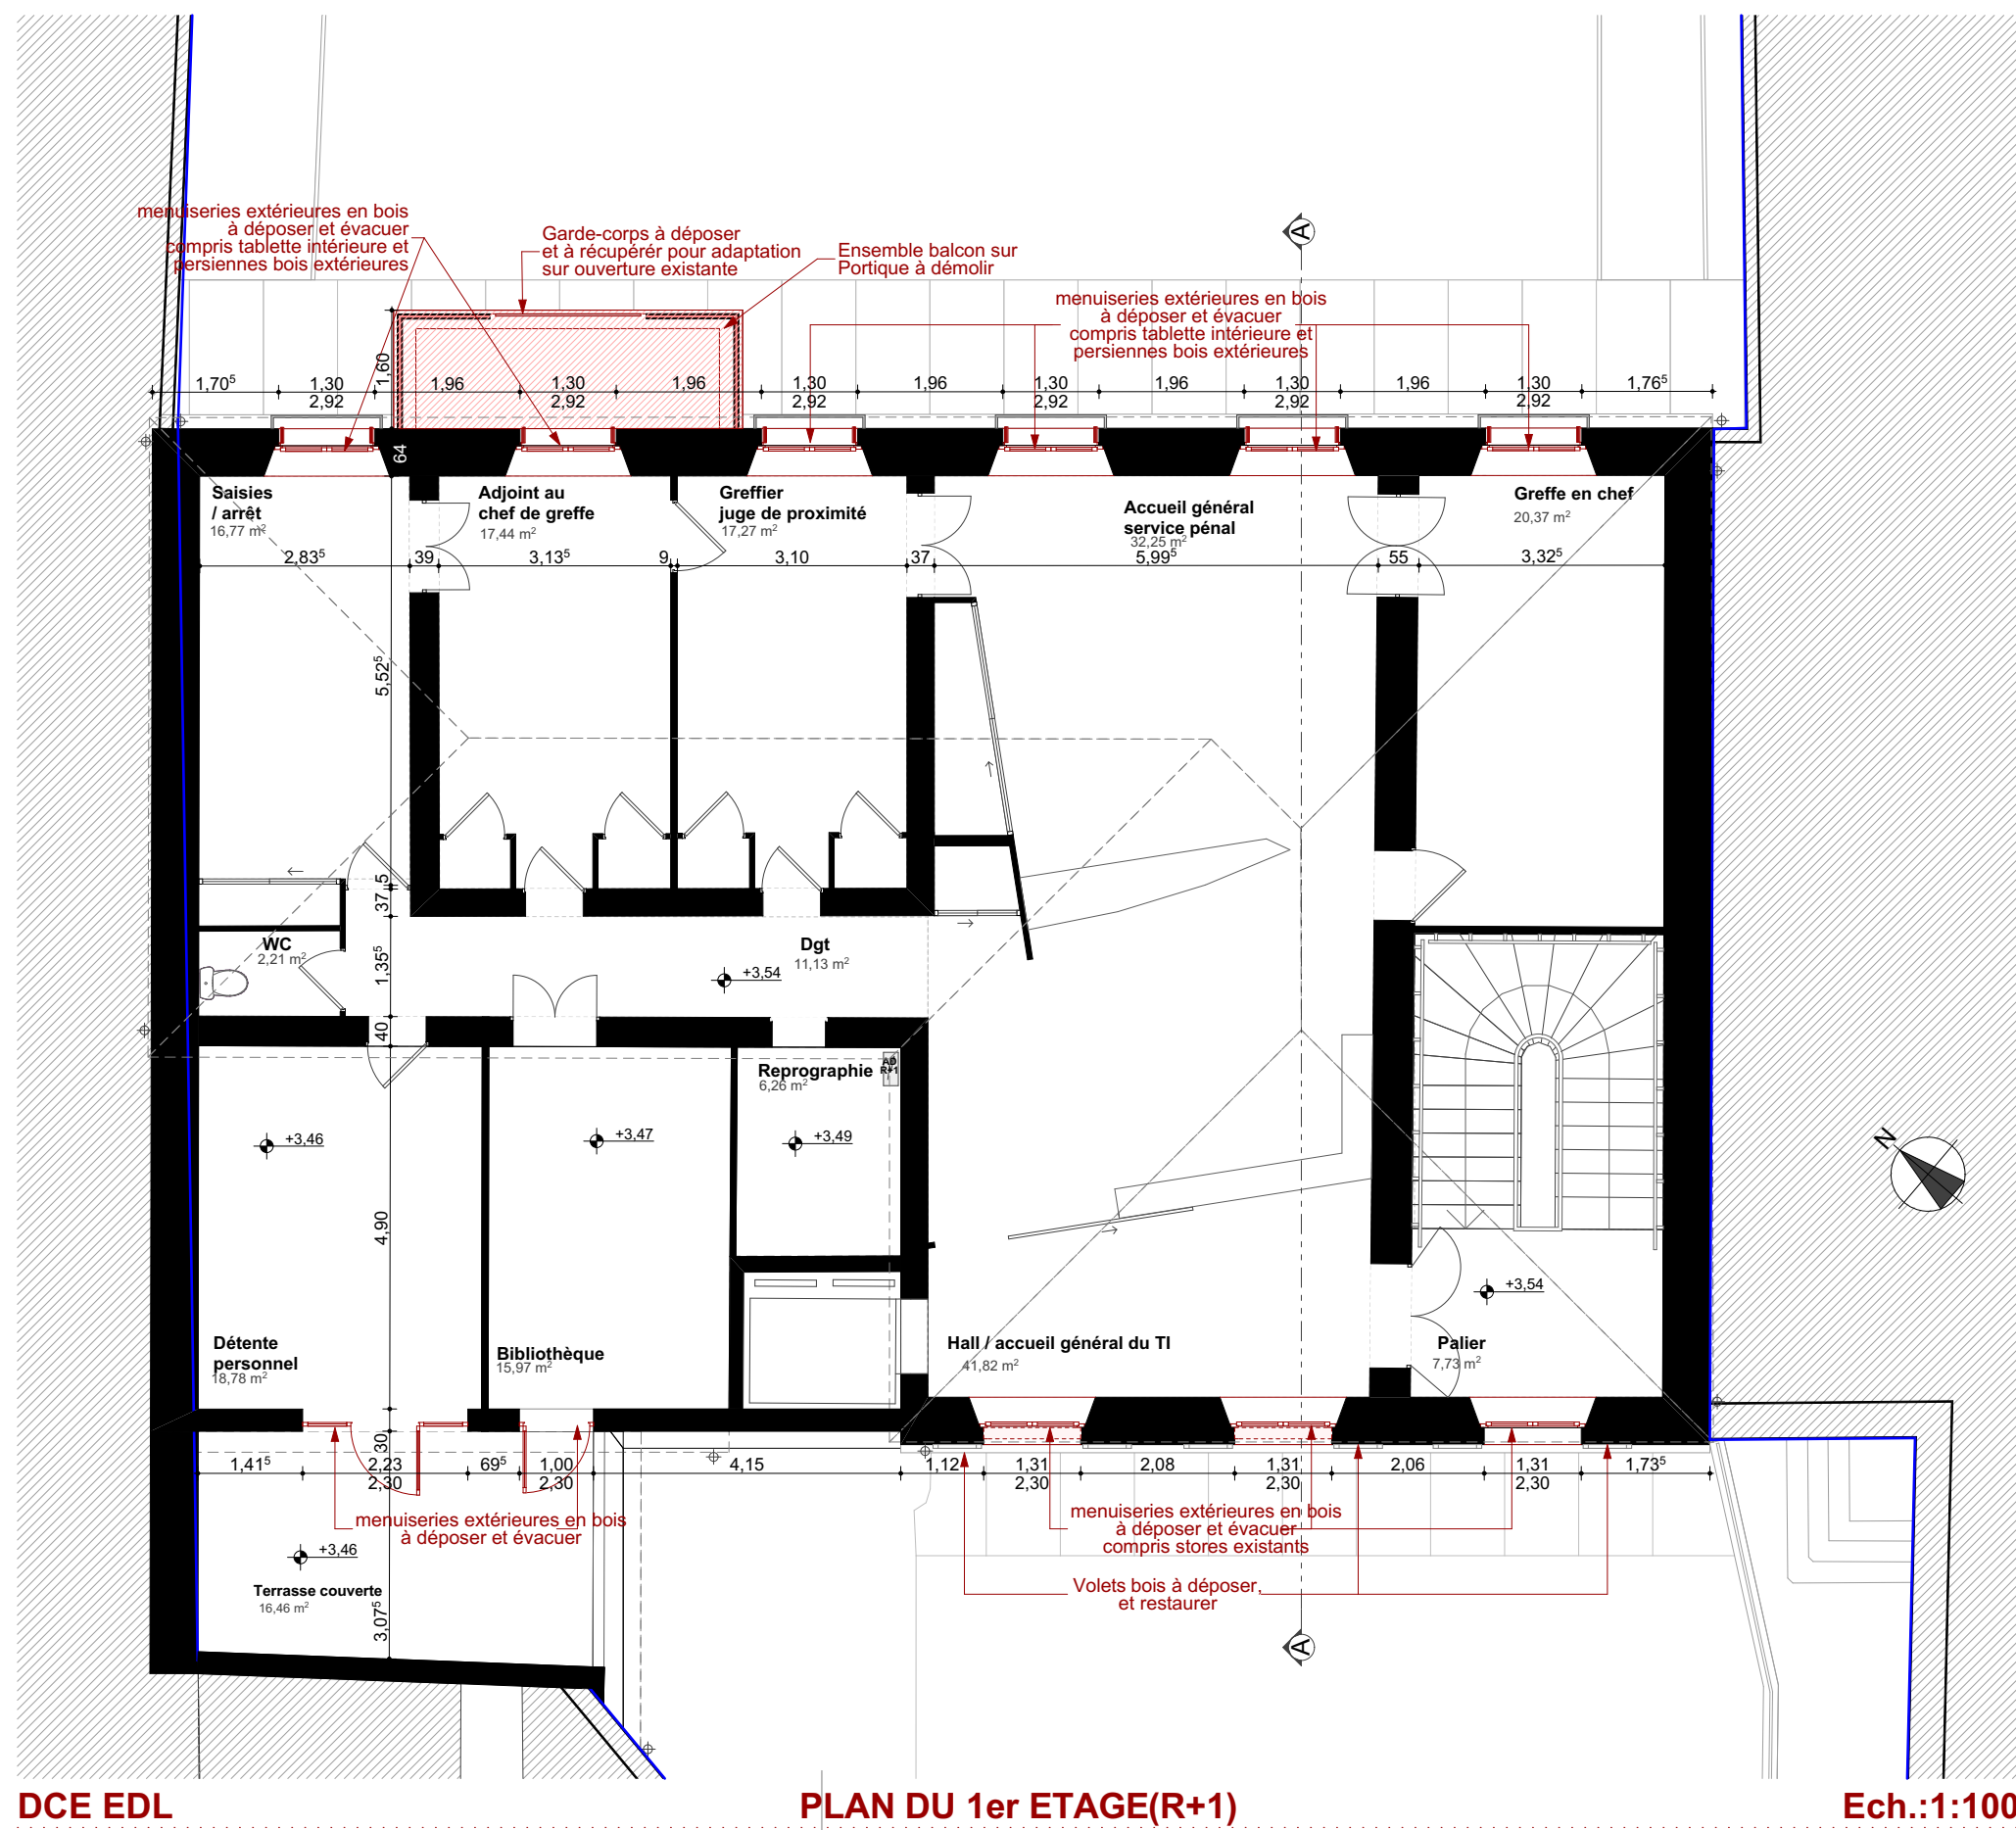 menuiseries extérieures en bois
à déposer et évacuer
compris tablette intérieure et
persiennes bois extérieures
Garde-corps à déposer
et à récupérér pour adaptation
sur ouverture existante
Ensemble balcon sur
Portique à démolir
A
menuiseries extérieures en bois
à déposer et évacuer
compris tablette intérieure et
persiennes bois extérieures
1,60
1,70⁵ 1,30 1,96 1,30 1,96 1,30 1,96 1,30 1,96 1,30 1,96 1,30 1,76⁵
2,92 2,92 2,92 2,92 2,92 2,92
64
Saisies
/ arrêt
16,77 m²
Adjoint au
chef de greffe
17,44 m²
Greffier
juge de proximité
17,27 m²
Accueil général
service pénal
32,25 m²
Greffe en chef
20,37 m²
2,83⁵ 39 3,13⁵ 9 3,10 37 5,99⁵ 55 3,32⁵
5,52⁵
37,5
WC
2,21 m²
1,35⁵
Dgt
11,13 m²
+3,54
40
Reprographie
6,26 m²
AD
R+1
+3,46
+3,47
+3,49
N
4,90
+3,54
Détente
personnel
18,78 m²
Bibliothèque
15,97 m²
Hall / accueil général du TI
41,82 m²
Palier
7,73 m²
30
1,41⁵ 2,23 69⁵ 1,00 4,15 1,12 1,31 2,08 1,31 2,06 1,31 1,73⁵
2,30 2,30 2,30 2,30 2,30
menuiseries extérieures en bois
à déposer et évacuer
menuiseries extérieures en bois
à déposer et évacuer
compris stores existants
+3,46
Terrasse couverte
16,46 m²
3,07⁵
Volets bois à déposer,
et restaurer
A
DCE EDL
PLAN DU 1er ETAGE(R+1)
Ech.:1:100